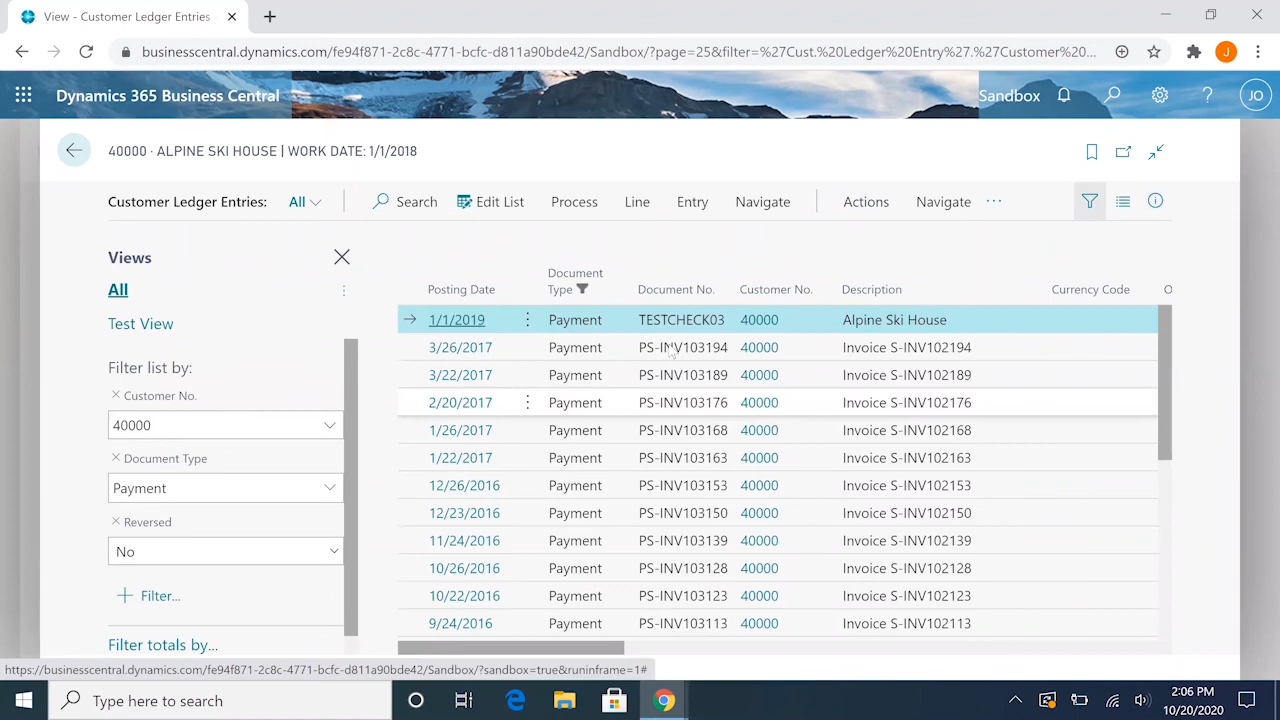 View - Customer Ledger Entries
businesscentral.dynamics.com/fe94f871-2c8c-4771-bcfc-d811a90bde42/Sandbox/?page=25&filter=%27Cust.%20Ledger%20Entry%27.%27Customer%20...
J
Dynamics 365 Business Central
Sandbox
JO
40000 · ALPINE SKI HOUSE | WORK DATE: 1/1/2018
Customer Ledger Entries: All Search Edit List Process Line Entry Navigate Actions Navigate ...
Views
All
Test View
Filter list by:
× Customer No.
40000
× Document Type
Payment
× Reversed
No
+ Filter...
Filter totals by...
Posting Date Document Type Document No. Customer No. Description Currency Code O
1/1/2019 Payment TESTCHECK03 40000 Alpine Ski House
3/26/2017 Payment PS-INV103194 40000 Invoice S-INV102194
3/22/2017 Payment PS-INV103189 40000 Invoice S-INV102189
2/20/2017 Payment PS-INV103176 40000 Invoice S-INV102176
1/26/2017 Payment PS-INV103168 40000 Invoice S-INV102168
1/22/2017 Payment PS-INV103163 40000 Invoice S-INV102163
12/26/2016 Payment PS-INV103153 40000 Invoice S-INV102153
12/23/2016 Payment PS-INV103150 40000 Invoice S-INV102150
11/24/2016 Payment PS-INV103139 40000 Invoice S-INV102139
10/26/2016 Payment PS-INV103128 40000 Invoice S-INV102128
10/22/2016 Payment PS-INV103123 40000 Invoice S-INV102123
9/24/2016 Payment PS-INV103113 40000 Invoice S-INV102113
https://businesscentral.dynamics.com/fe94f871-2c8c-4771-bcfc-d811a90bde42/Sandbox/?sandbox=true&runinframe=1#
Type here to search
2:06 PM
10/20/2020